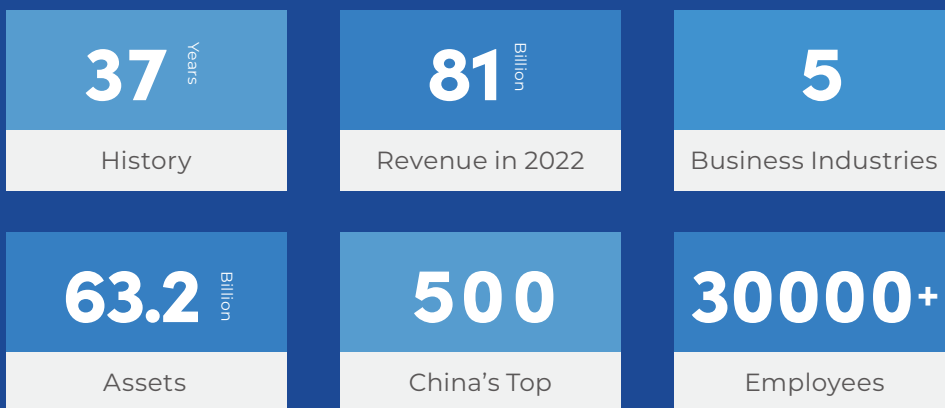 37 Years
History
81 Billion
Revenue in 2022
5
Business Industries
63.2 Billion
Assets
500
China’s Top
30000+
Employees